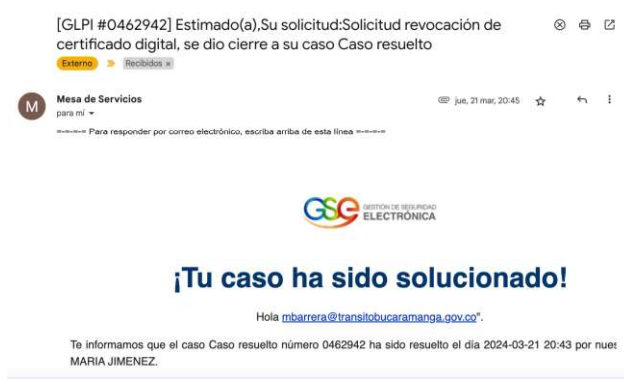 [GLPI #0462942] Estimado(a),Su solicitud:Solicitud revocación de
certificado digital, se dio cierre a su caso Caso resuelto
Externo Recibidos x
M
Mesa de Servicios
jue, 21 mar, 20:45
para mí
=-=-=-= Para responder por correo electrónico, escriba arriba de esta línea =-=-=-=
GSE GESTIÓN DE SEGURIDAD
ELECTRÓNICA
¡Tu caso ha sido solucionado!
Hola mbarrera@transitobucaramanga.gov.co".
Te informamos que el caso Caso resuelto número 0462942 ha sido resuelto el día 2024-03-21 20:43 por nues
MARIA JIMENEZ.